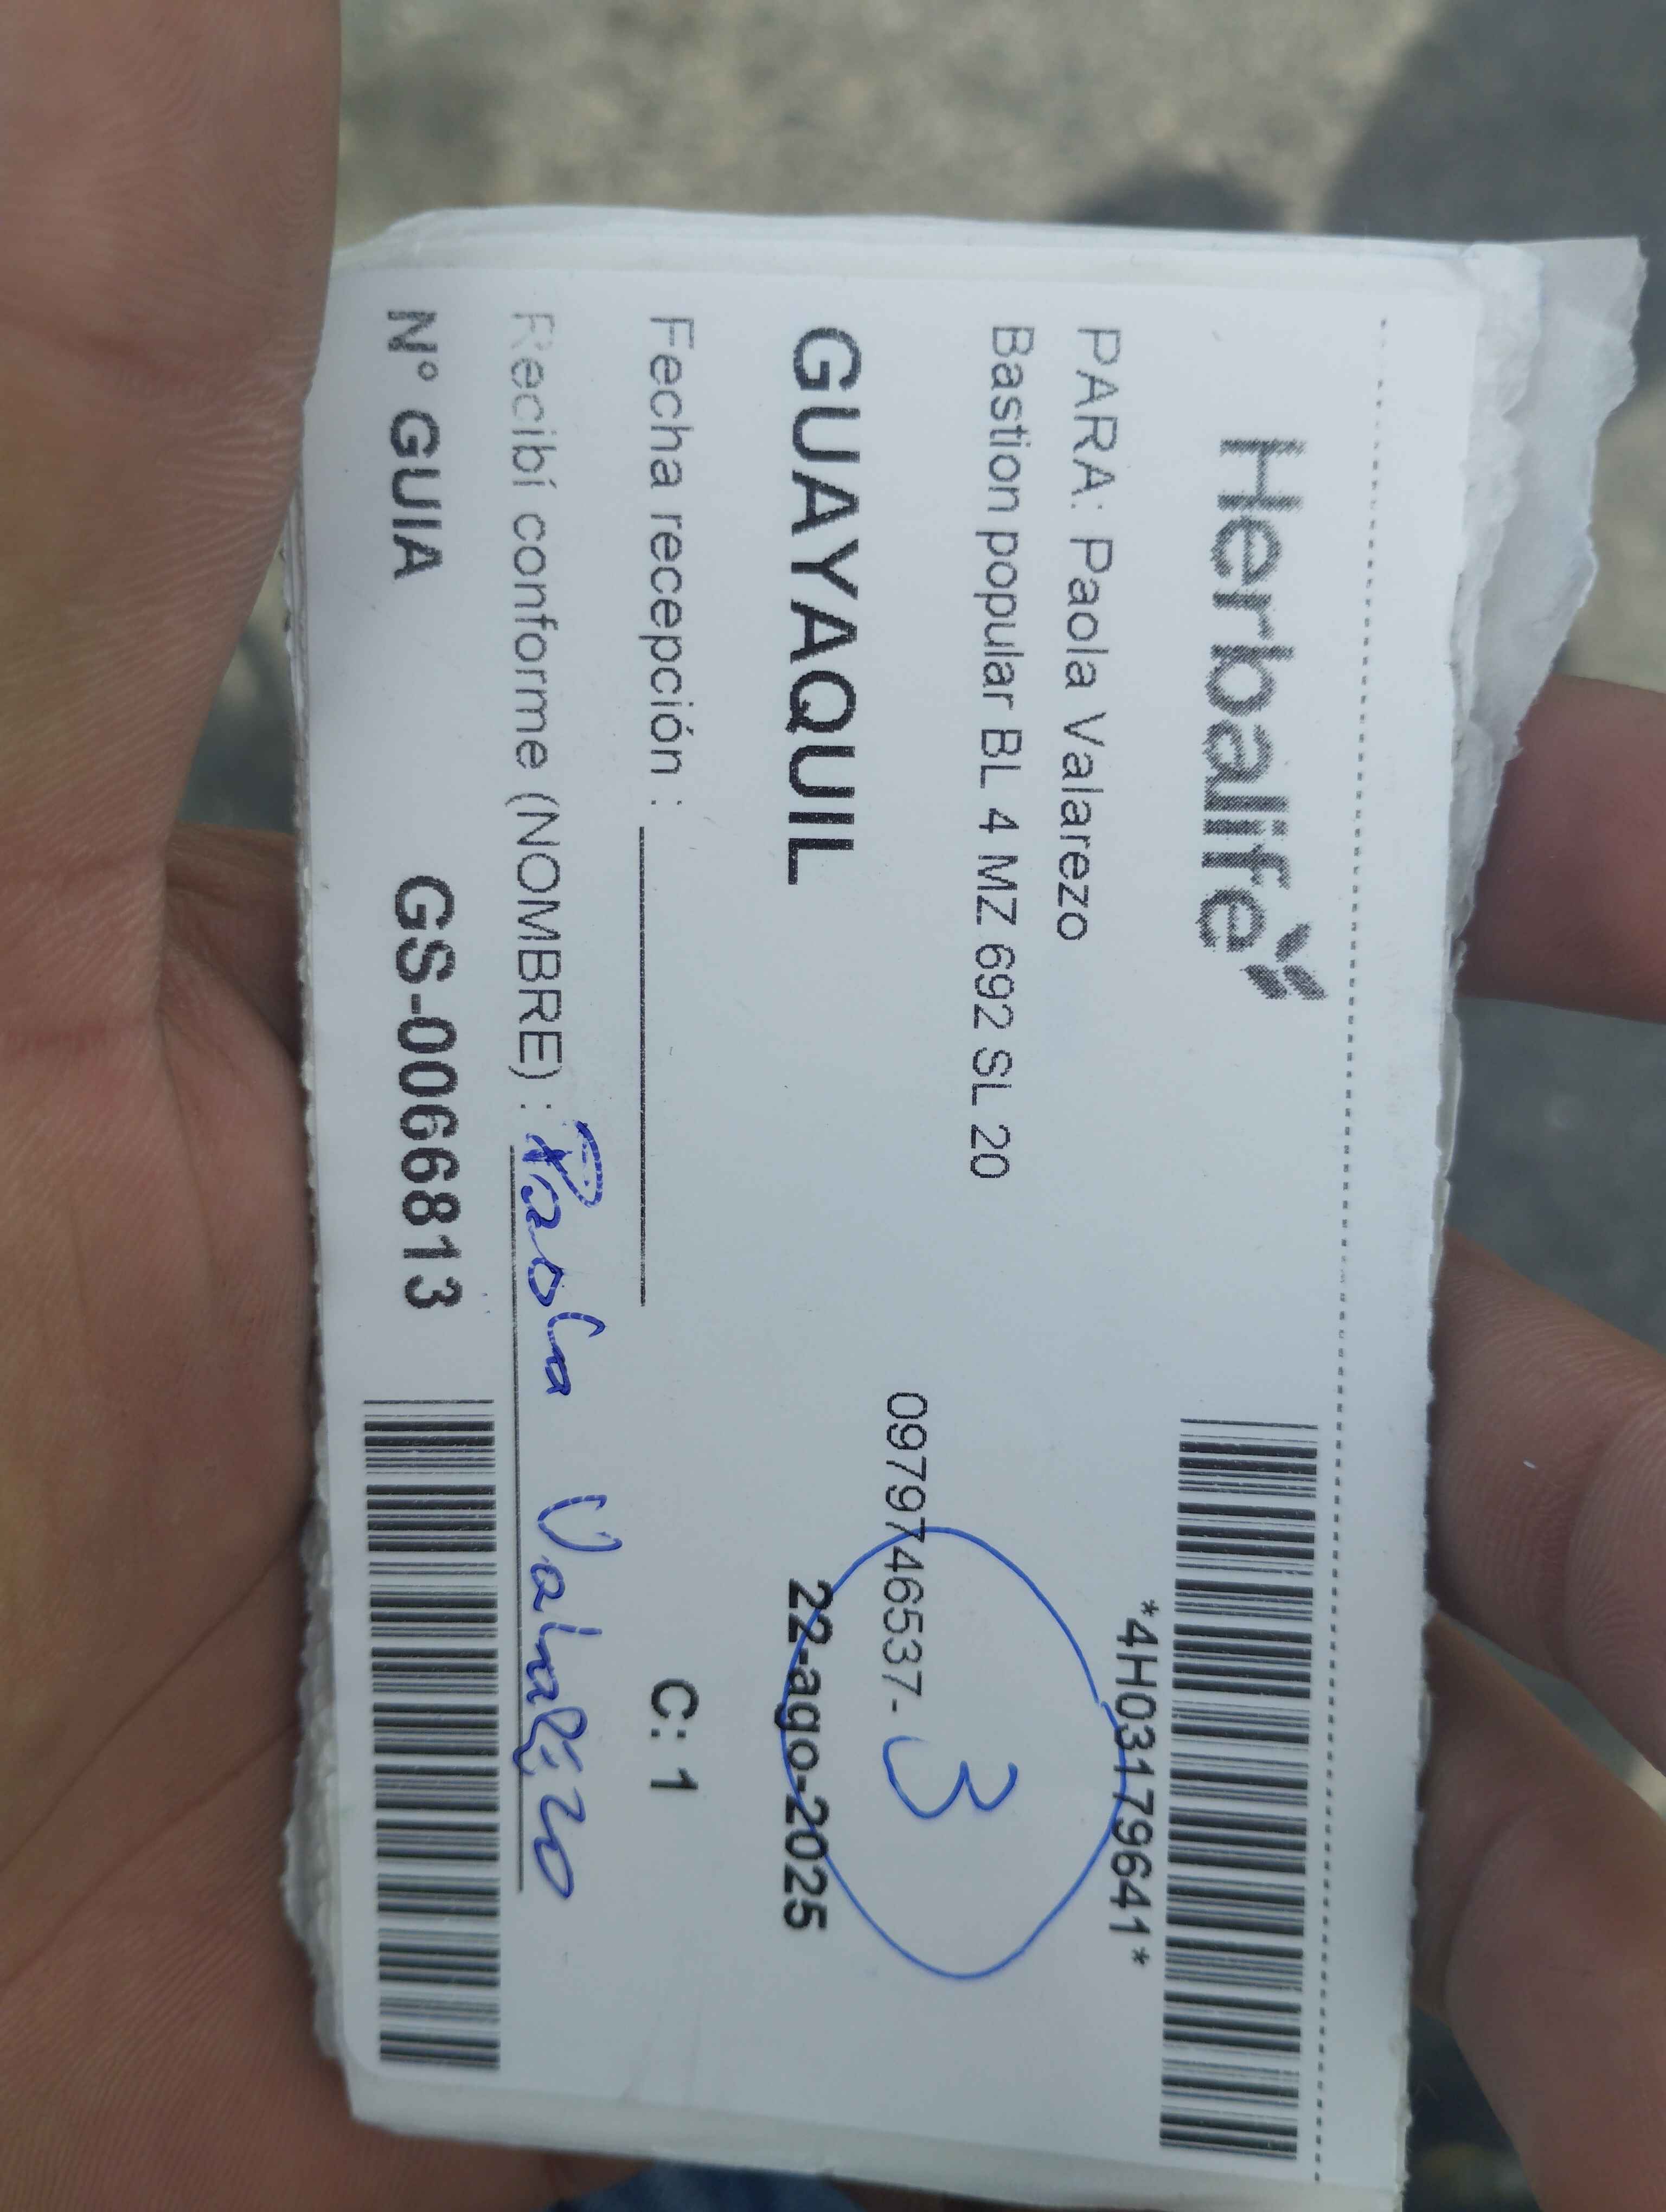 Herbalife
*4H03179641*
PARA: Paola Valarezo
Bastion popular BL 4 MZ 692 SL 20
0979746537-
3
GUAYAQUIL 22-ago-2025
Fecha recepción : C: 1
Recibí conforme (NOMBRE) : Paola Valarezo
N° GUIA GS-0066813